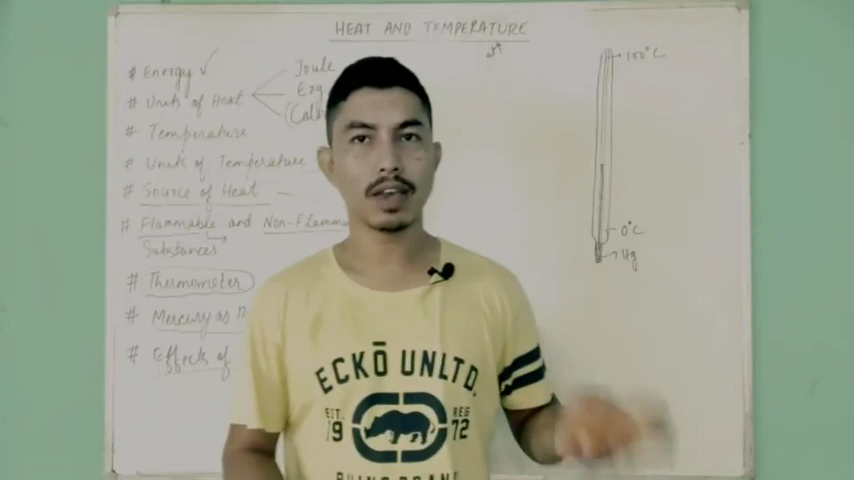 HEAT AND TEMPERATURE
# Energy ✓
Joule
Erg
# Units of Heat
# Temperature
# Units of Temperature
# Source of Heat
# Flammable and
Substances
# Thermometer
# Mercury as
# Effects of
100°C
0°C
Hg
ECKŌ UNLTD.
EST. REG
19 72